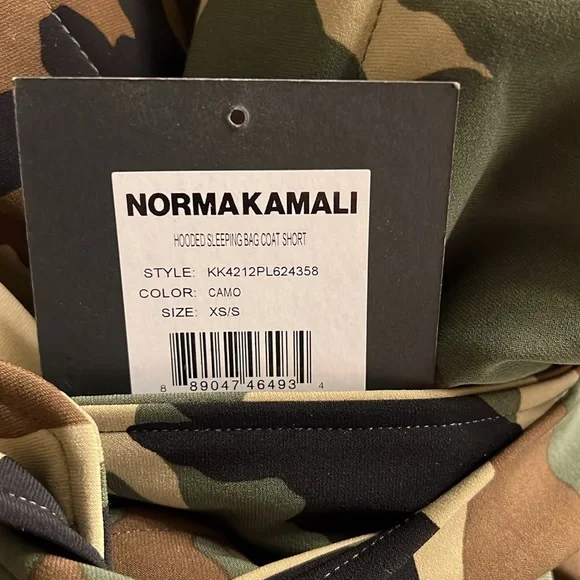 NORMAKAMALI
HOODED SLEEPING BAG COAT SHORT
STYLE: KK4212PL624358
COLOR: CAMO
SIZE: XS/S
8 89047 46493 4